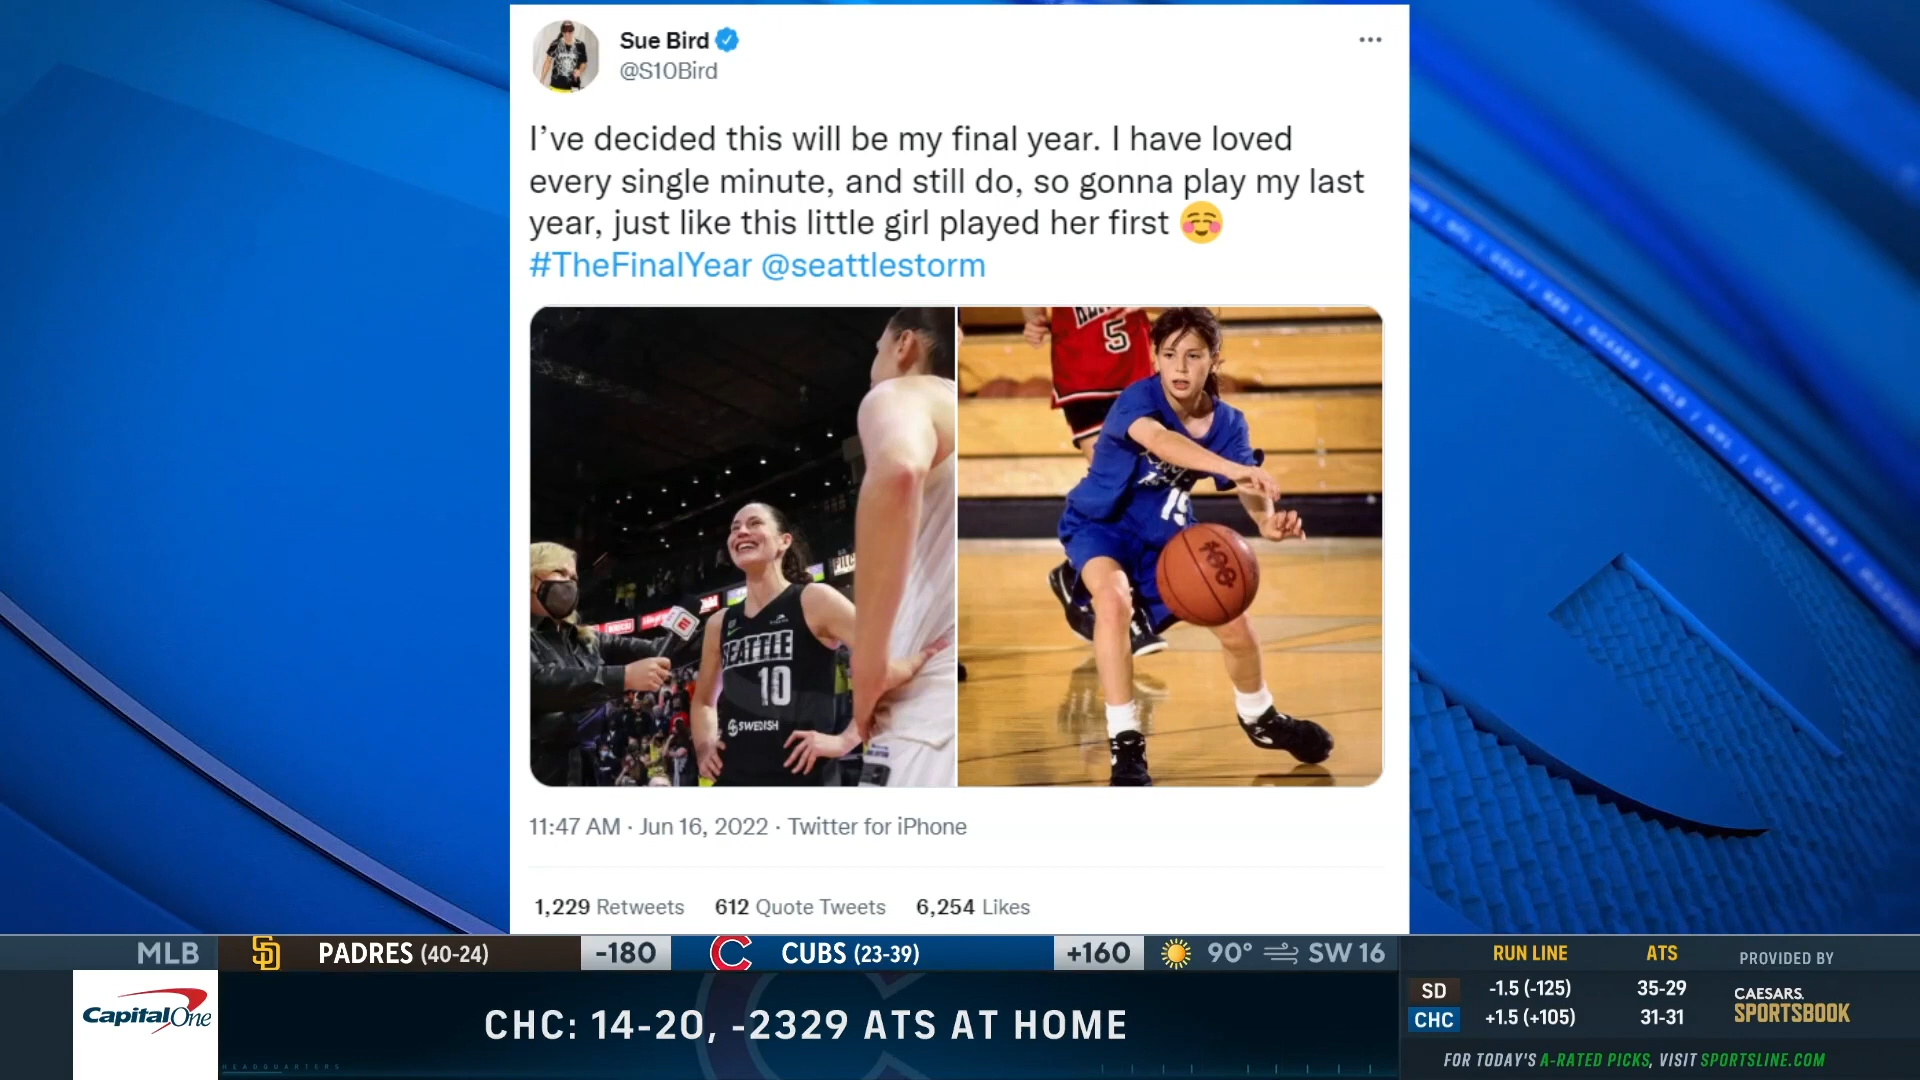 Sue Bird
@S10Bird
I've decided this will be my final year. I have loved
every single minute, and still do, so gonna play my last
year, just like this little girl played her first
#TheFinalYear @seattlestorm
5
19
SEATTLE
10
SWEDISH
11:47 AM · Jun 16, 2022 · Twitter for iPhone
1,229 Retweets 612 Quote Tweets 6,254 Likes
MLB SD PADRES (40-24) -180 C CUBS (23-39) +160 90° SW 16
CapitalOne
CHC: 14-20, -2329 ATS AT HOME
HEADQUARTERS
RUN LINE ATS PROVIDED BY
SD -1.5 (-125) 35-29
CHC +1.5 (+105) 31-31
CAESARS
SPORTSBOOK
FOR TODAY'S A-RATED PICKS, VISIT SPORTSLINE.COM